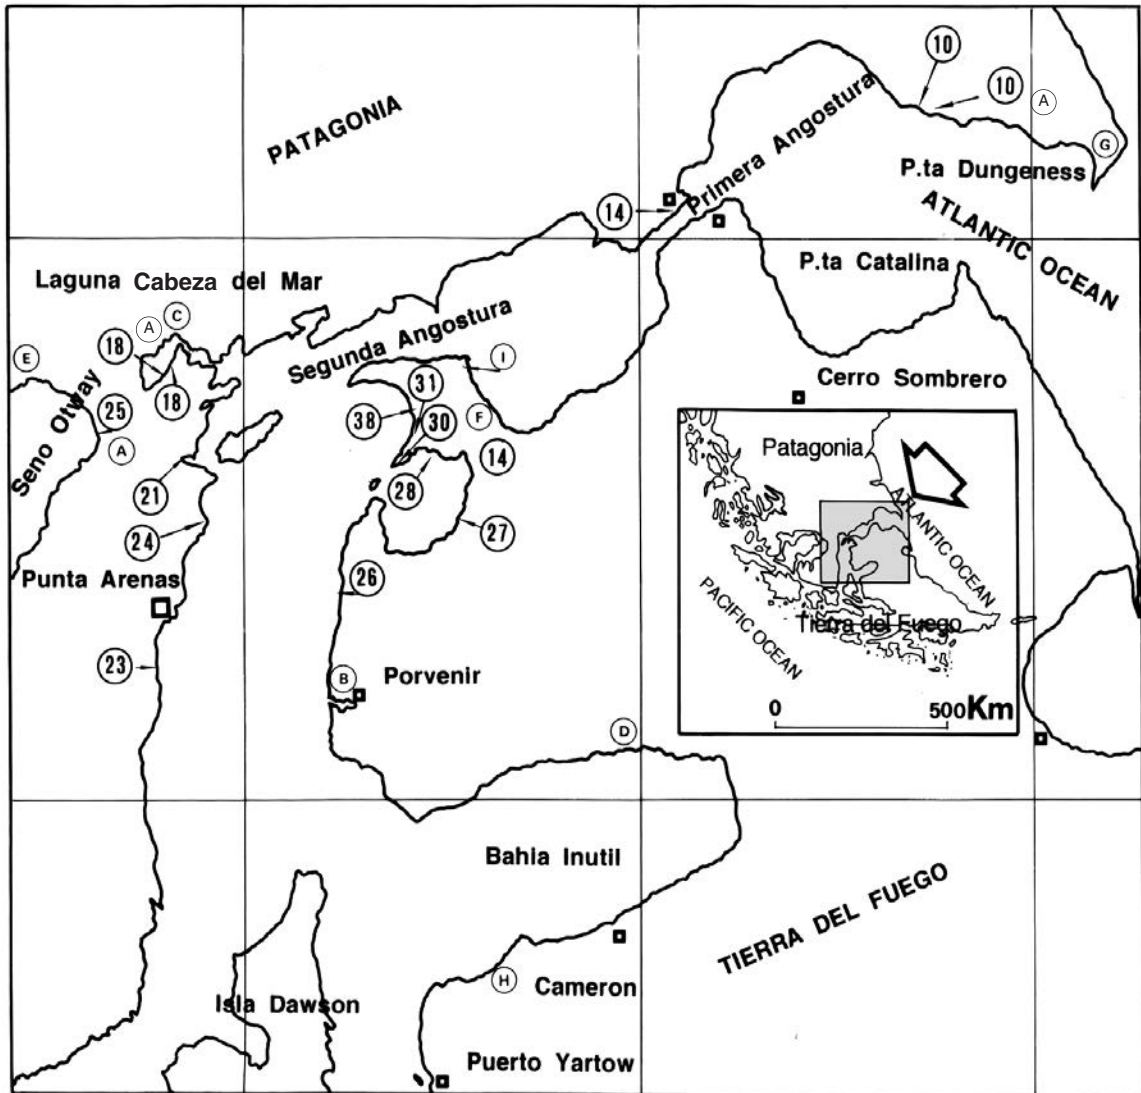 10
10
A
PATAGONIA
G
Primera Angostura
P.ta Dungeness
14
ATLANTIC OCEAN
P.ta Catalina
Laguna Cabeza del Mar
C
A
18
18
E
Segunda Angostura
I
31
Cerro Sombrero
Seno Otway
25
A
38
30
F
14
21
28
24
27
Punta Arenas
26
23
B
Porvenir
D
Patagonia
ATLANTIC OCEAN
PACIFIC OCEAN
Tierra del Fuego
0
500Km
Bahia Inutil
TIERRA DEL FUEGO
H
Cameron
Isla Dawson
Puerto Yartow